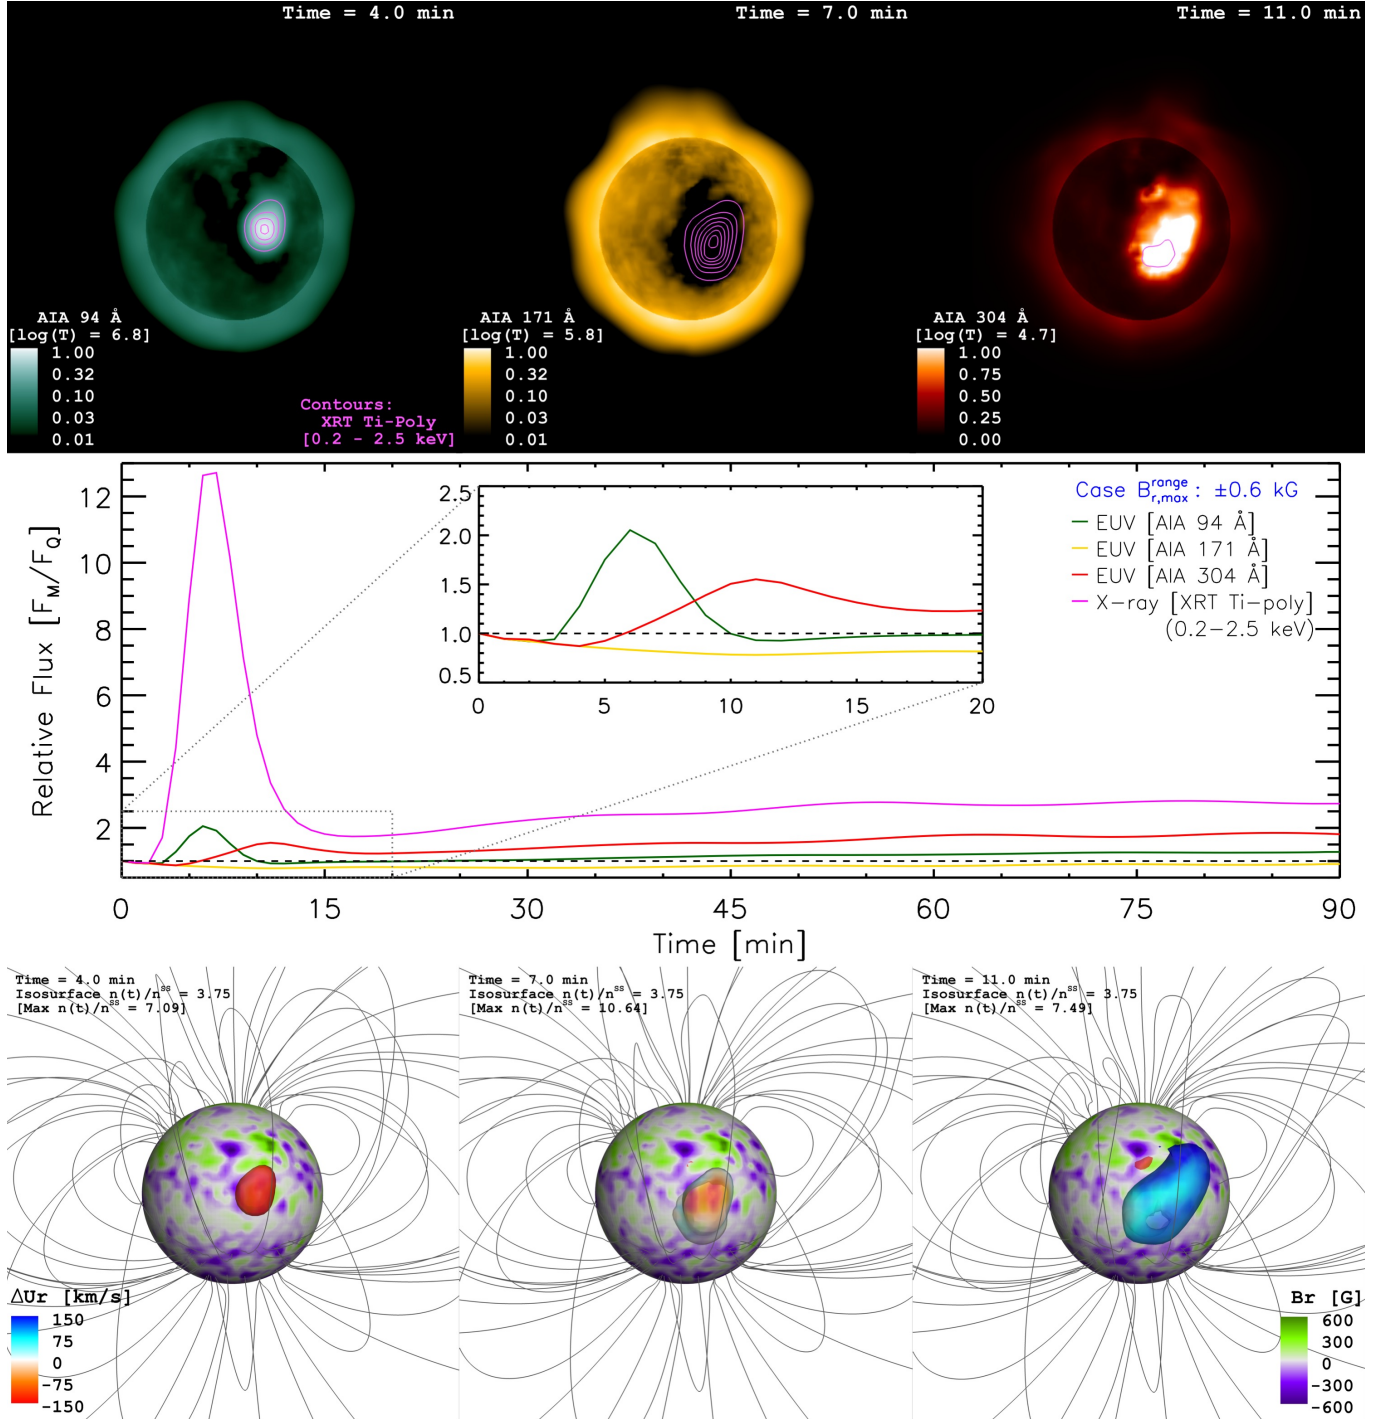 Time = 4.0 min
Time = 7.0 min
Time = 11.0 min
AIA 94 Å
[log(T) = 6.8]
1.00
0.32
0.10
0.03
0.01
Contours:
XRT Ti-Poly
[0.2 - 2.5 keV]
AIA 171 Å
[log(T) = 5.8]
1.00
0.32
0.10
0.03
0.01
AIA 304 Å
[log(T) = 4.7]
1.00
0.75
0.50
0.25
0.00
Relative Flux [F_M/F_Q]
12
10
8
6
4
2
2.5
2.0
1.5
1.0
0.5
0 5 10 15 20
Case B^range_r,max : ±0.6 kG
EUV [AIA 94 Å]
EUV [AIA 171 Å]
EUV [AIA 304 Å]
X-ray [XRT Ti-poly]
(0.2-2.5 keV)
0 15 30 45 60 75 90
Time [min]
Time = 4.0 min
Isosurface n(t)/n^ss = 3.75
[Max n(t)/n^ss = 7.09]
Time = 7.0 min
Isosurface n(t)/n^ss = 3.75
[Max n(t)/n^ss = 10.64]
Time = 11.0 min
Isosurface n(t)/n^ss = 3.75
[Max n(t)/n^ss = 7.49]
ΔUr [km/s]
150
75
0
-75
-150
Br [G]
600
300
0
-300
-600